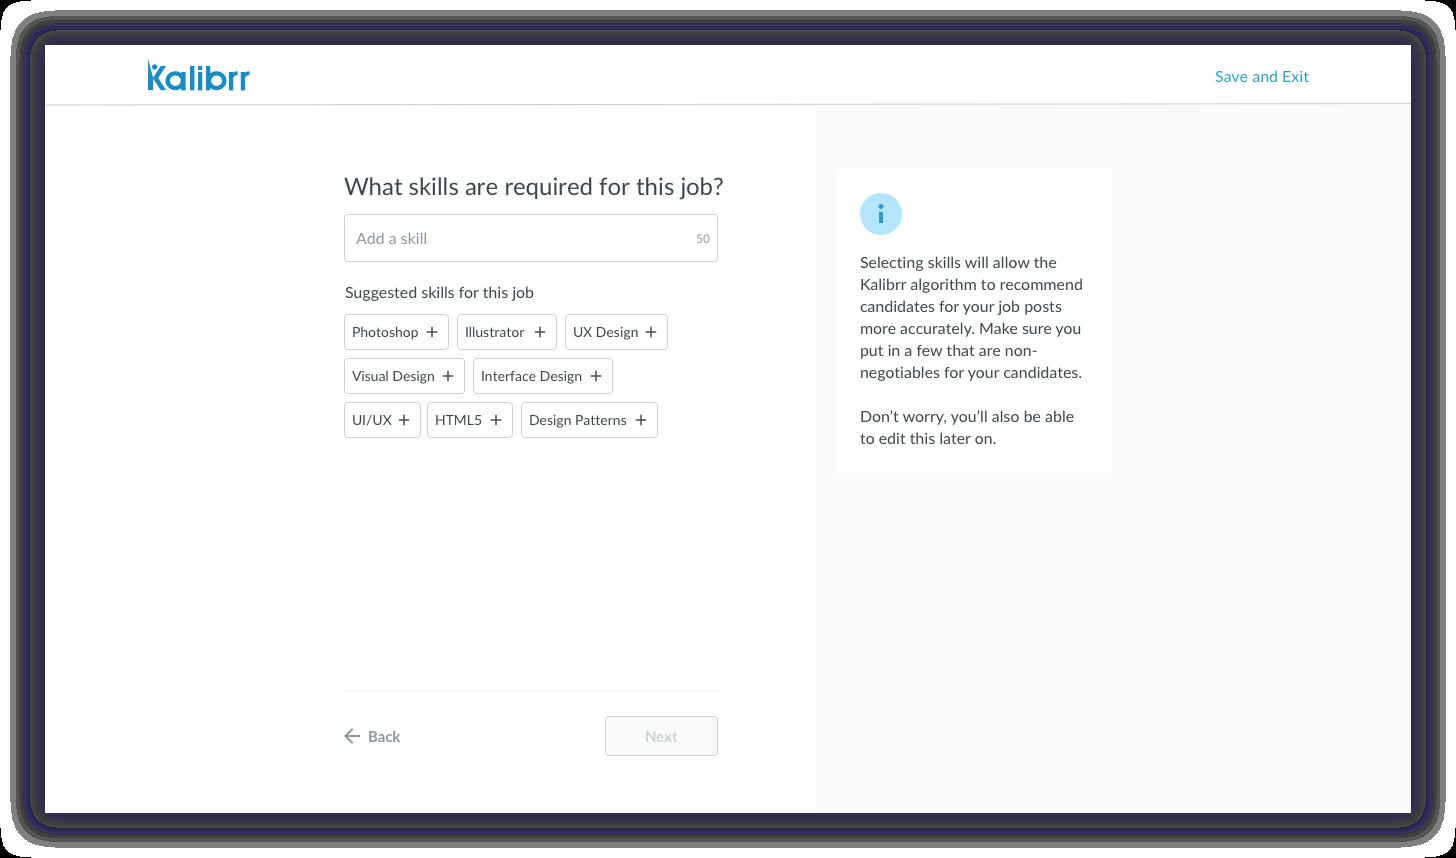 Kalibrr
Save and Exit
What skills are required for this job?
Add a skill 50
Suggested skills for this job
Photoshop + Illustrator + UX Design +
Visual Design + Interface Design +
UI/UX + HTML5 + Design Patterns +
Back
Next
i
Selecting skills will allow the
Kalibrr algorithm to recommend
candidates for your job posts
more accurately. Make sure you
put in a few that are non-
negotiables for your candidates.
Don’t worry, you’ll also be able
to edit this later on.